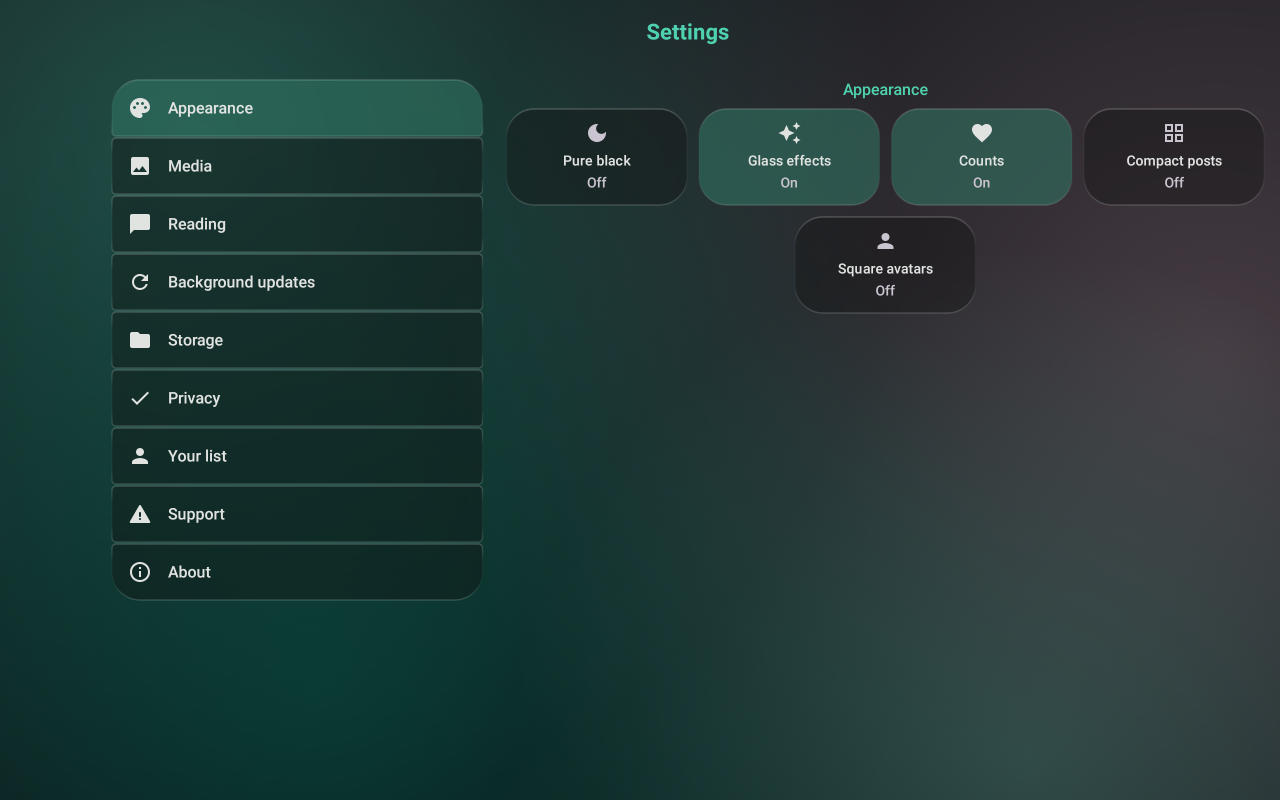 Settings
Appearance
Media
Reading
Background updates
Storage
Privacy
Your list
Support
About
Appearance
Pure black
Off
Glass effects
On
Counts
On
Compact posts
Off
Square avatars
Off